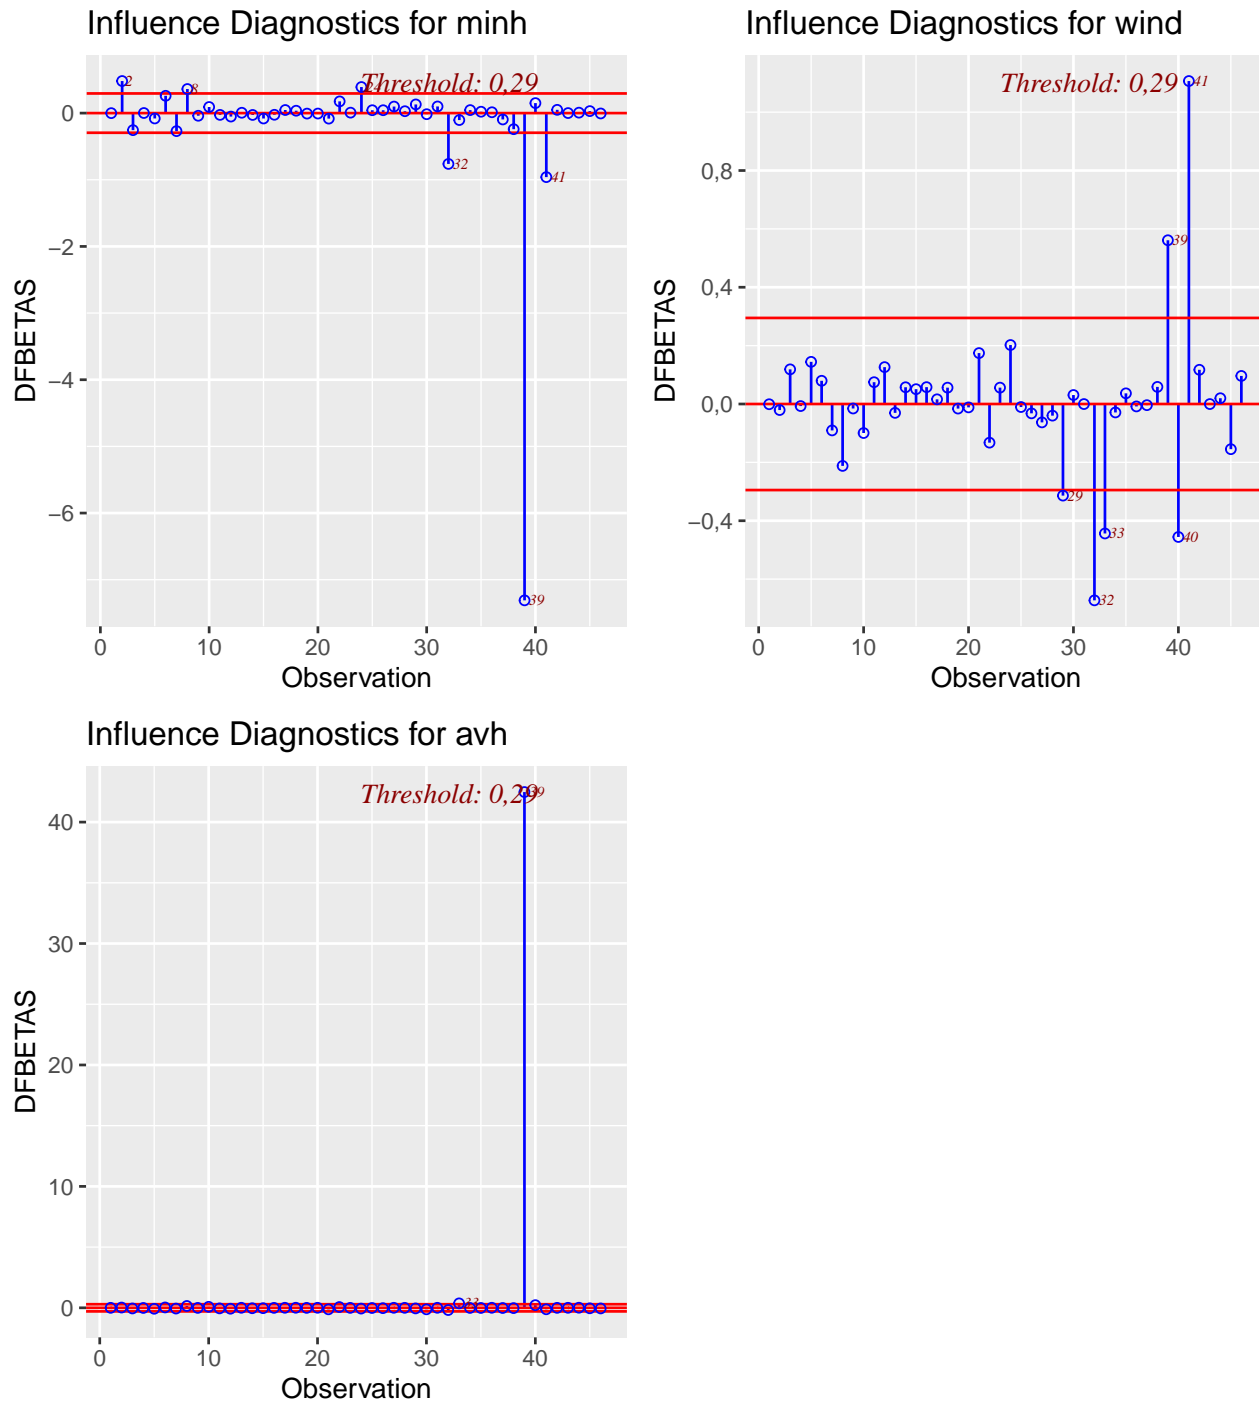 Influence Diagnostics for minh
Threshold: 0,29
2
8
24
32
41
39
0
−2
−4
−6
DFBETAS
0 10 20 30 40
Observation
Influence Diagnostics for wind
Threshold: 0,29
41
39
29
33
40
32
0,8
0,4
0,0
−0,4
DFBETAS
0 10 20 30 40
Observation
Influence Diagnostics for avh
Threshold: 0,29
39
33
40
30
20
10
0
DFBETAS
0 10 20 30 40
Observation